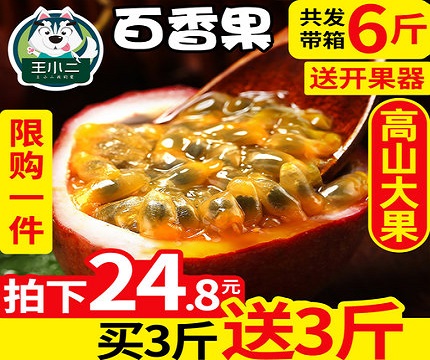 王小二
百香果
共发
带箱
6斤
送开果器
限购一件
高山大果
拍下24.8元
买3斤送3斤